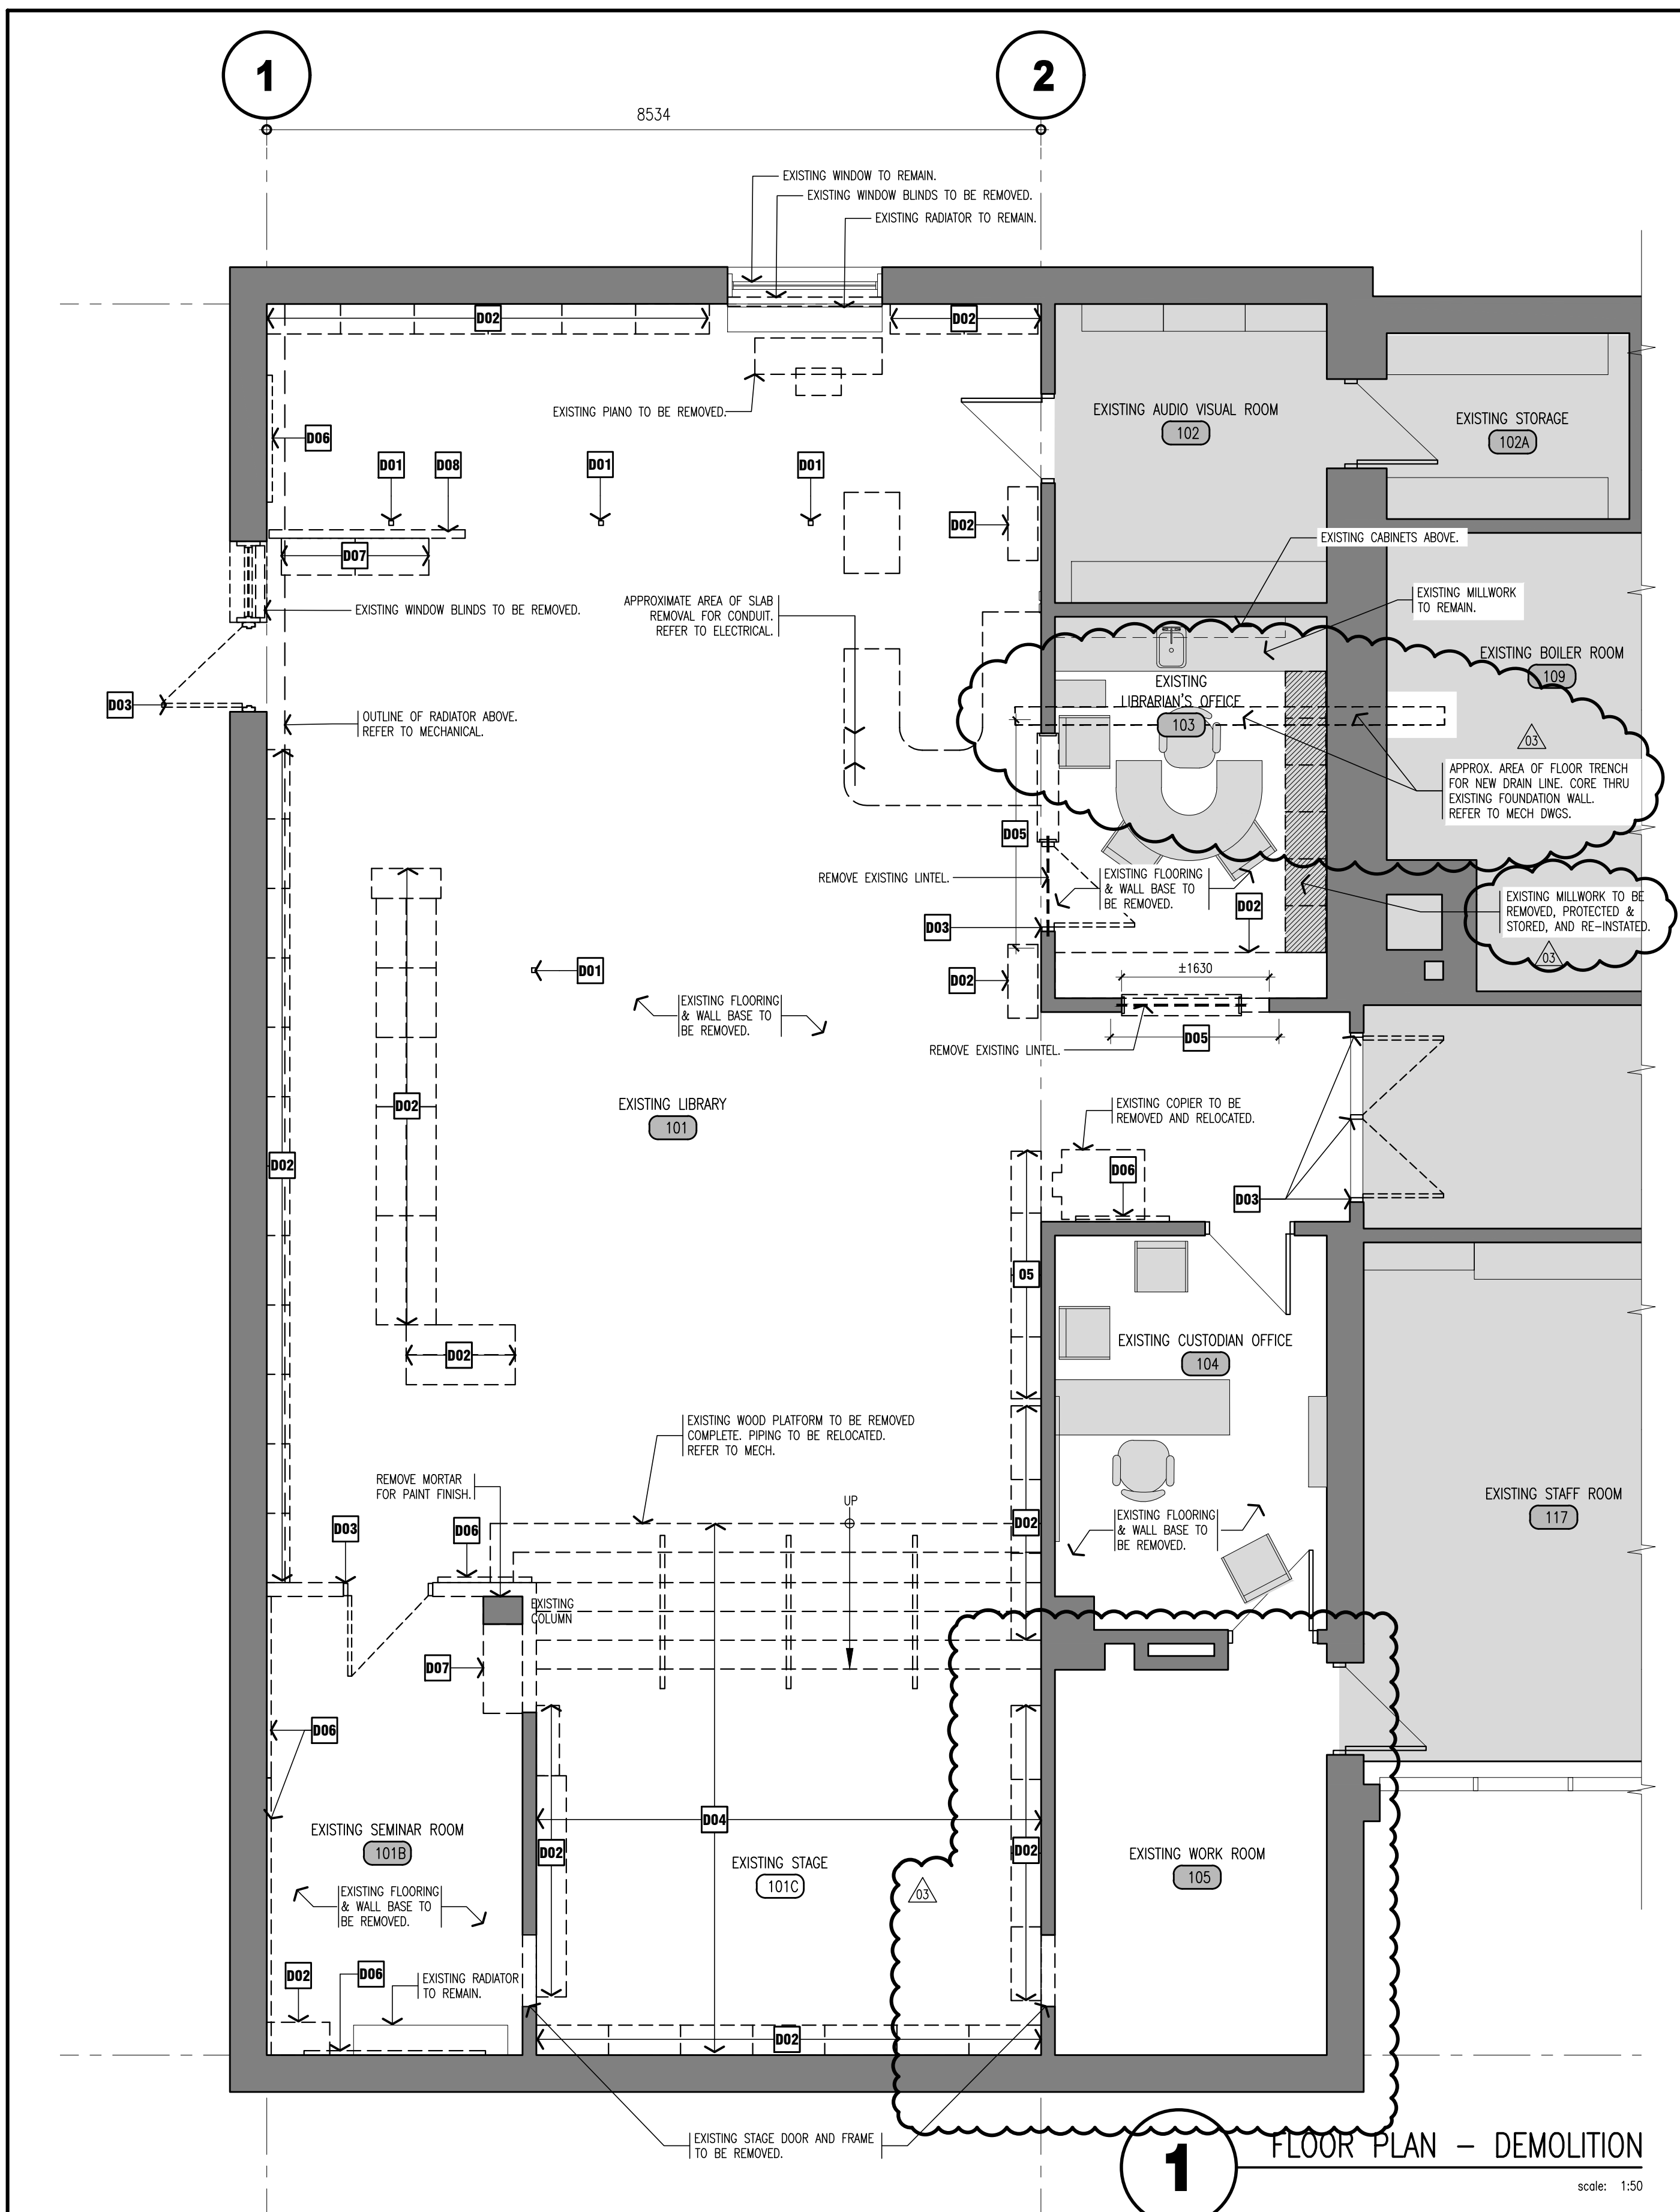 1
2
8534
EXISTING WINDOW TO REMAIN.
EXISTING WINDOW BLINDS TO BE REMOVED.
EXISTING RADIATOR TO REMAIN.
D02
D02
EXISTING PIANO TO BE REMOVED.
EXISTING AUDIO VISUAL ROOM
102
EXISTING STORAGE
102A
D06
D01
D08
D01
D01
D02
D07
EXISTING CABINETS ABOVE.
EXISTING WINDOW BLINDS TO BE REMOVED.
APPROXIMATE AREA OF SLAB
REMOVAL FOR CONDUIT.
REFER TO ELECTRICAL.
EXISTING MILLWORK
TO REMAIN.
EXISTING BOILER ROOM
109
EXISTING
LIBRARIAN'S OFFICE
103
D03
OUTLINE OF RADIATOR ABOVE.
REFER TO MECHANICAL.
03
APPROX. AREA OF FLOOR TRENCH
FOR NEW DRAIN LINE. CORE THRU
EXISTING FOUNDATION WALL.
REFER TO MECH DWGS.
D05
REMOVE EXISTING LINTEL.
EXISTING FLOORING
& WALL BASE TO
BE REMOVED.
D02
D03
EXISTING MILLWORK TO BE
REMOVED, PROTECTED &
STORED, AND RE-INSTATED.
03
D01
D02
±1630
EXISTING FLOORING
& WALL BASE TO
BE REMOVED.
REMOVE EXISTING LINTEL.
D05
EXISTING LIBRARY
101
D02
D02
EXISTING COPIER TO BE
REMOVED AND RELOCATED.
D06
D03
05
EXISTING CUSTODIAN OFFICE
104
D02
EXISTING WOOD PLATFORM TO BE REMOVED
COMPLETE. PIPING TO BE RELOCATED.
REFER TO MECH.
REMOVE MORTAR
FOR PAINT FINISH.
UP
D03
D06
D02
EXISTING FLOORING
& WALL BASE TO
BE REMOVED.
EXISTING STAFF ROOM
117
EXISTING
COLUMN
D07
D06
D04
EXISTING SEMINAR ROOM
101B
D02
EXISTING STAGE
101C
D02
03
EXISTING WORK ROOM
105
EXISTING FLOORING
& WALL BASE TO
BE REMOVED.
D02
D06
EXISTING RADIATOR
TO REMAIN.
D02
EXISTING STAGE DOOR AND FRAME
TO BE REMOVED.
1
FLOOR PLAN - DEMOLITION
scale: 1:50